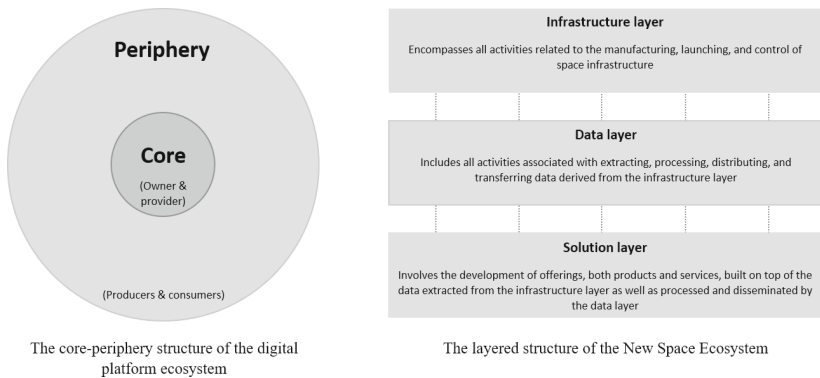 Periphery
Core
(Owner &
provider)
(Producers & consumers)
The core-periphery structure of the digital
platform ecosystem
Infrastructure layer
Encompasses all activities related to the manufacturing, launching, and control of
space infrastructure
Data layer
Includes all activities associated with extracting, processing, distributing, and
transferring data derived from the infrastructure layer
Solution layer
Involves the development of offerings, both products and services, built on top of the
data extracted from the infrastructure layer as well as processed and disseminated by
the data layer
The layered structure of the New Space Ecosystem